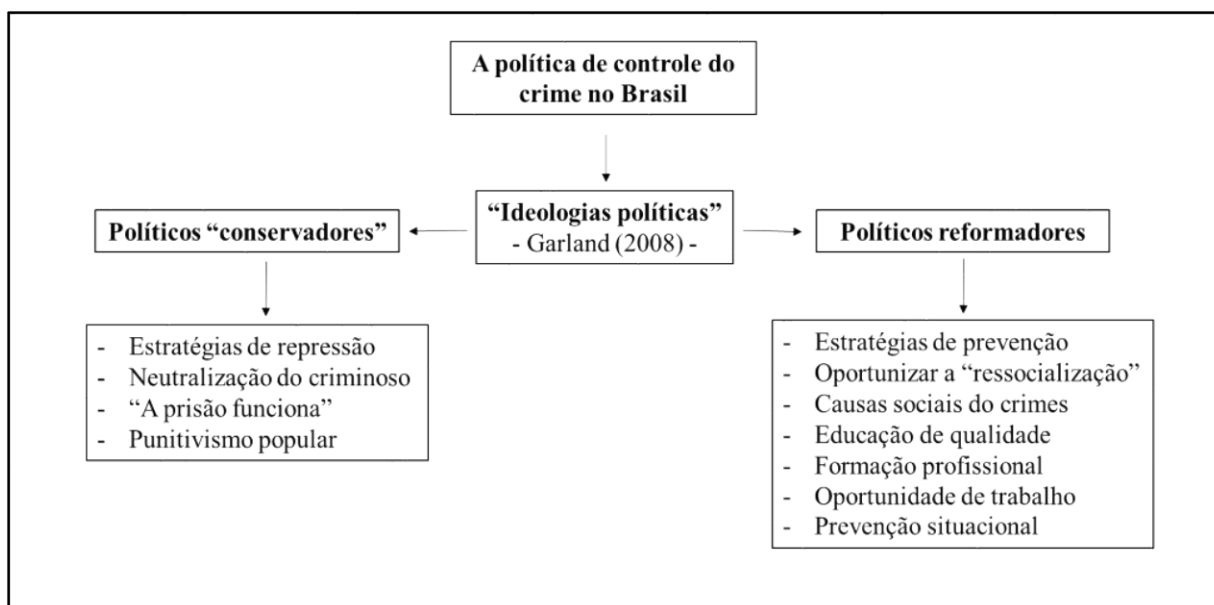 A política de controle do
crime no Brasil
“Ideologias políticas”
- Garland (2008) -
Políticos “conservadores”
Políticos reformadores
- Estratégias de repressão
- Neutralização do criminoso
- “A prisão funciona”
- Punitivismo popular
- Estratégias de prevenção
- Oportunizar a “ressocialização”
- Causas sociais do crimes
- Educação de qualidade
- Formação profissional
- Oportunidade de trabalho
- Prevenção situacional